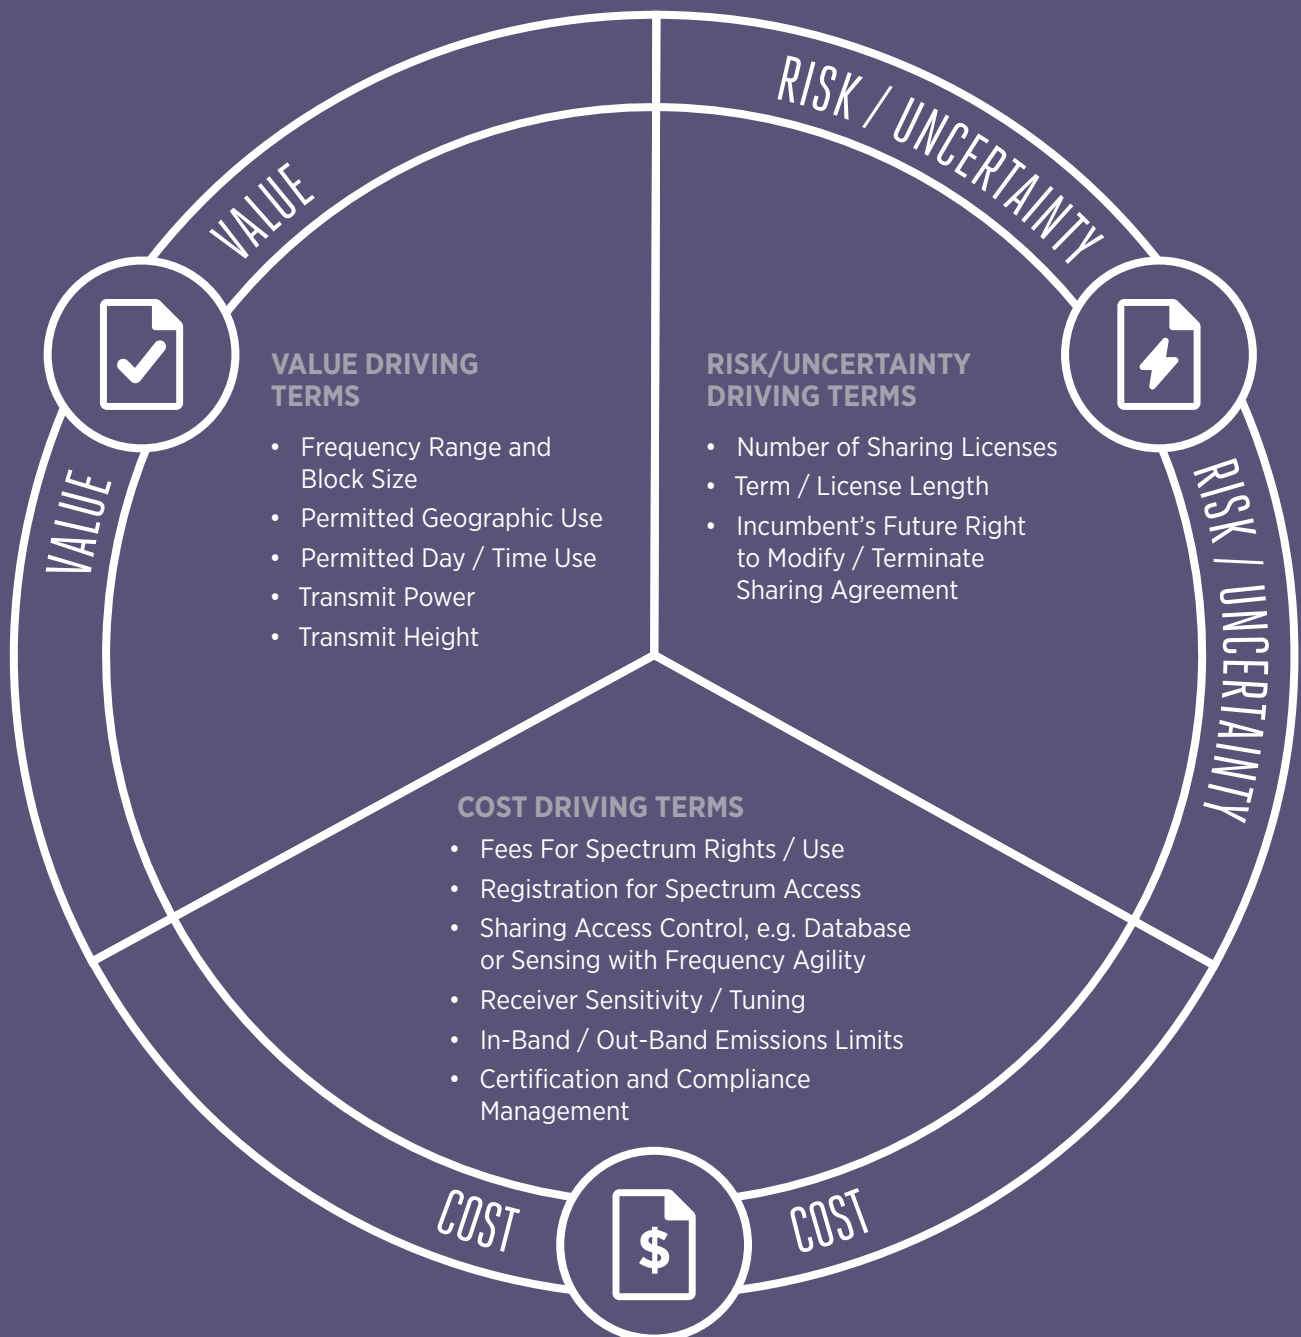 RISK / UNCERTAINTY
VALUE
VALUE
RISK / UNCERTAINTY
VALUE DRIVING
TERMS
• Frequency Range and
Block Size
• Permitted Geographic Use
• Permitted Day / Time Use
• Transmit Power
• Transmit Height
RISK/UNCERTAINTY
DRIVING TERMS
• Number of Sharing Licenses
• Term / License Length
• Incumbent's Future Right
to Modify / Terminate
Sharing Agreement
COST DRIVING TERMS
• Fees For Spectrum Rights / Use
• Registration for Spectrum Access
• Sharing Access Control, e.g. Database
or Sensing with Frequency Agility
• Receiver Sensitivity / Tuning
• In-Band / Out-Band Emissions Limits
• Certification and Compliance
Management
COST
$
COST